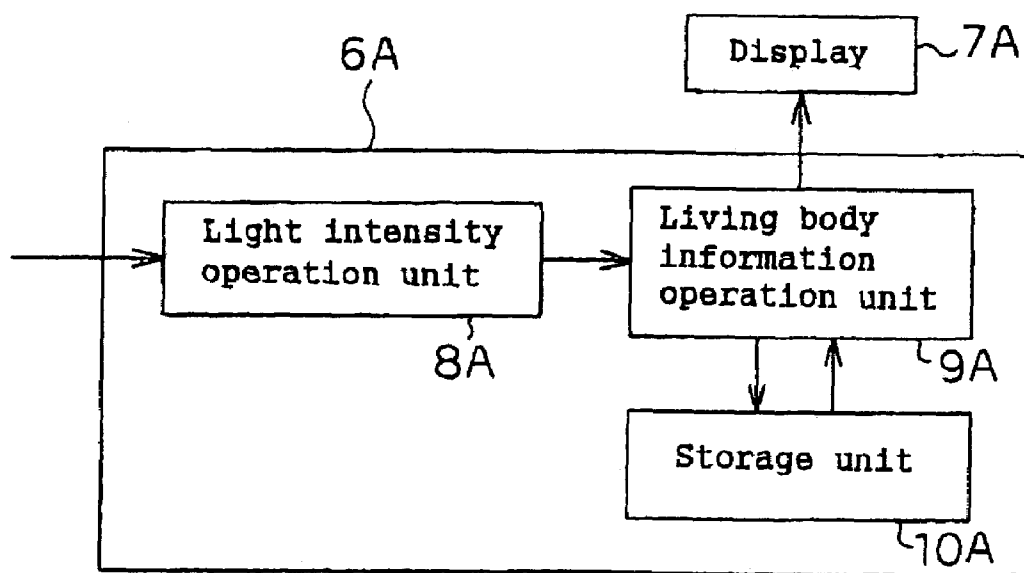 6A
Display
7A
Light intensity
operation unit
8A
Living body
information
operation unit
9A
Storage unit
10A